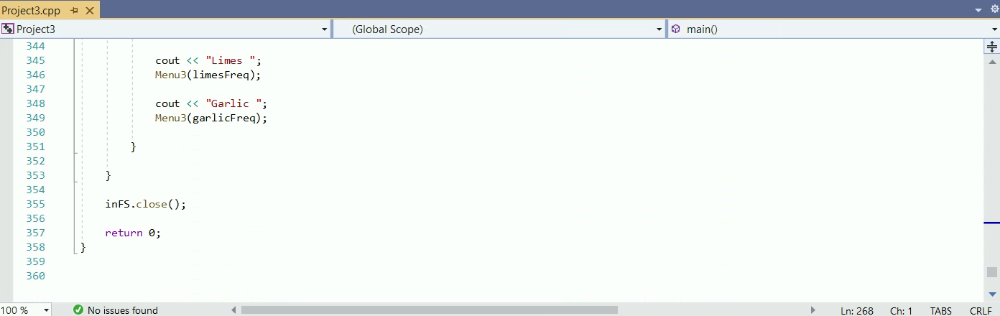 Project3.cpp
Project3 (Global Scope) main()
344
345 cout << "Limes ";
346 Menu3(limesFreq);
347
348 cout << "Garlic ";
349 Menu3(garlicFreq);
350
351 }
352
353 }
354
355 inFS.close();
356
357 return 0;
358 }
359
360
100 % No issues found Ln: 268 Ch: 1 TABS CRLF